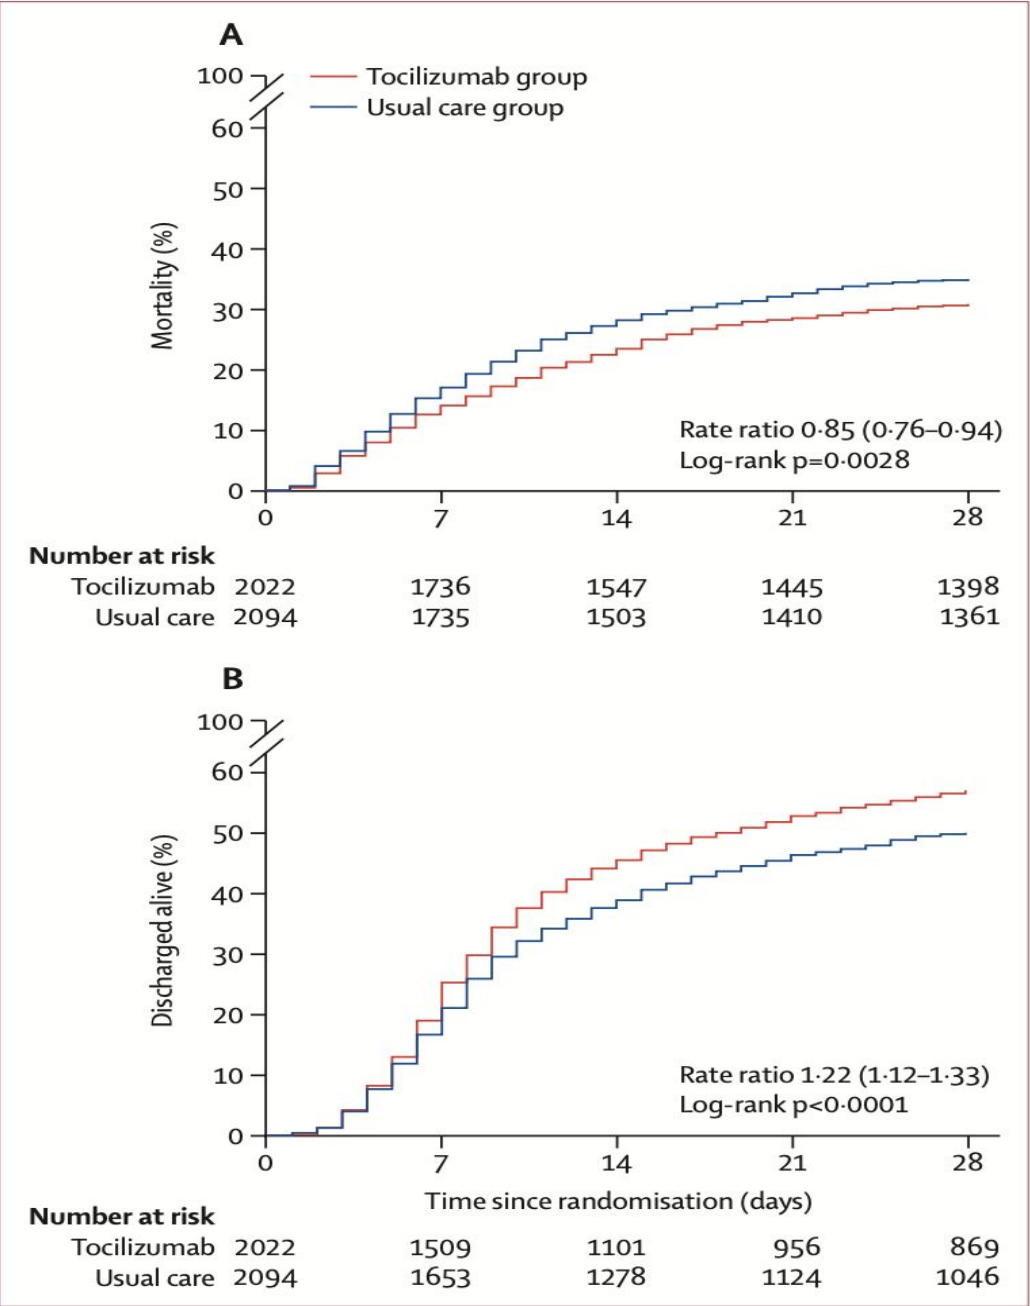 A
100
Tocilizumab group
Usual care group
60
50
40
30
20
10
0
Mortality (%)
Rate ratio 0·85 (0·76–0·94)
Log-rank p=0·0028
0 7 14 21 28
Number at risk
Tocilizumab 2022 1736 1547 1445 1398
Usual care 2094 1735 1503 1410 1361
B
100
60
50
40
30
20
10
0
Discharged alive (%)
Rate ratio 1·22 (1·12–1·33)
Log-rank p<0·0001
0 7 14 21 28
Time since randomisation (days)
Number at risk
Tocilizumab 2022 1509 1101 956 869
Usual care 2094 1653 1278 1124 1046